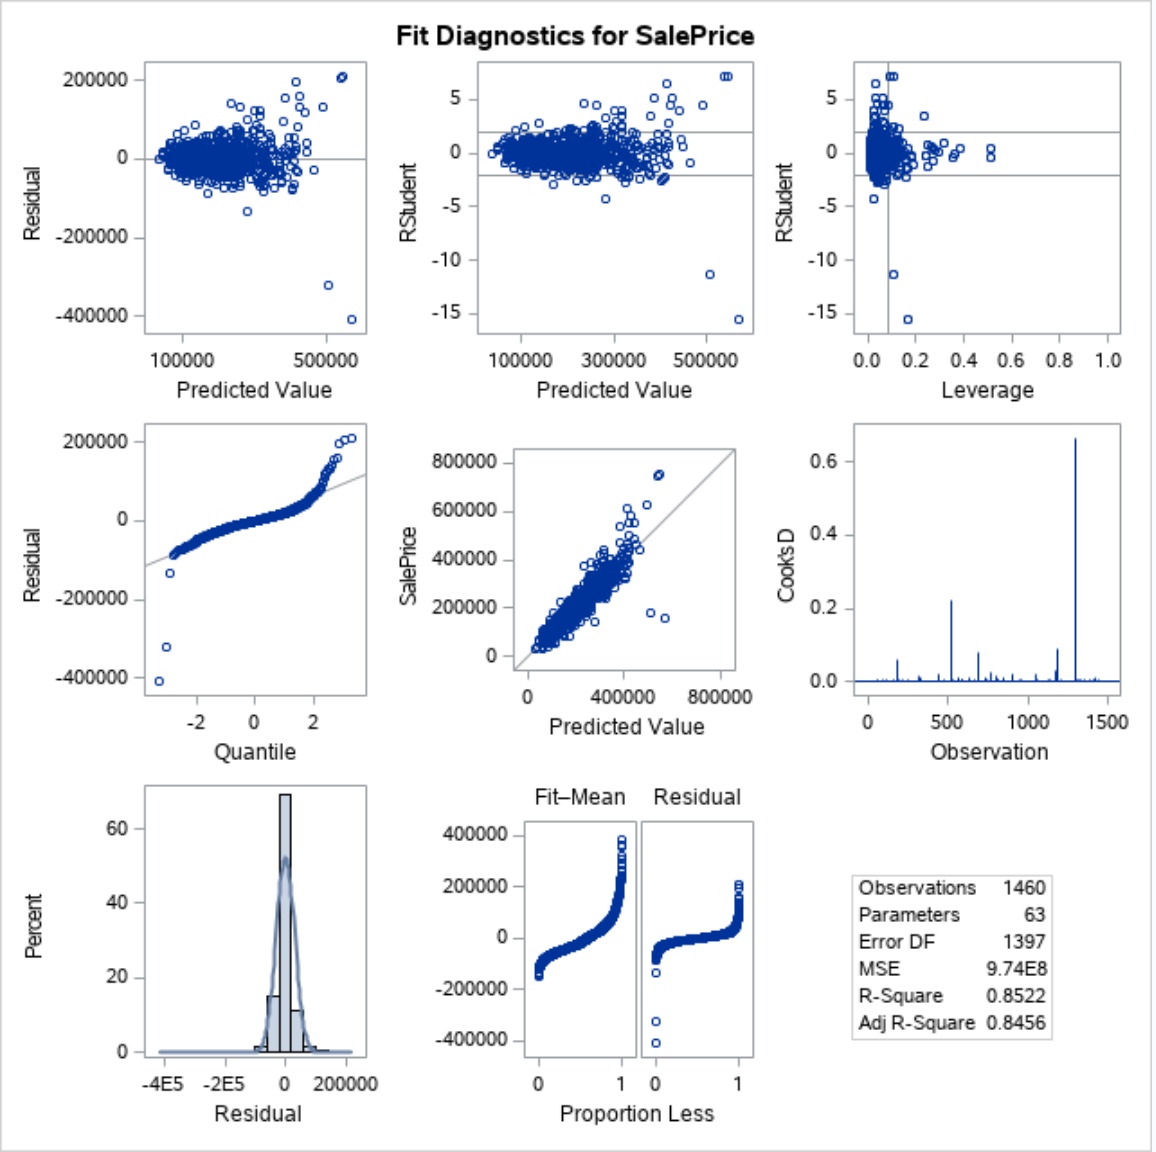 Fit Diagnostics for SalePrice
200000
0
-200000
-400000
Residual
100000 500000
Predicted Value
5
0
-5
-10
-15
RStudent
100000 300000 500000
Predicted Value
5
0
-5
-10
-15
RStudent
0.0 0.2 0.4 0.6 0.8 1.0
Leverage
200000
0
-200000
-400000
Residual
-2 0 2
Quantile
800000
600000
400000
200000
0
SalePrice
0 400000 800000
Predicted Value
0.6
0.4
0.2
0.0
Cook's D
0 500 1000 1500
Observation
60
40
20
0
Percent
-4E5 -2E5 0 200000
Residual
Fit–Mean Residual
400000
200000
0
-200000
-400000
0 1 0 1
Proportion Less
Observations 1460
Parameters 63
Error DF 1397
MSE 9.74E8
R-Square 0.8522
Adj R-Square 0.8456